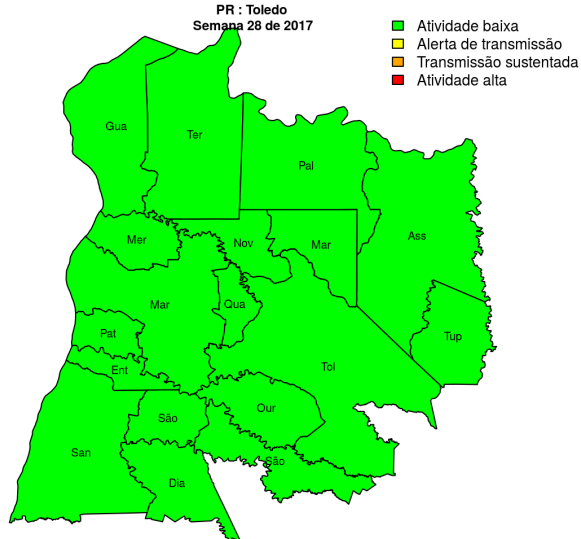 PR : Toledo
Semana 28 de 2017
Atividade baixa
Alerta de transmissão
Transmissão sustentada
Atividade alta
Gua
Ter
Pal
Mer
Nov
Mar
Ass
Mar
Qua
Pat
Tup
Ent
Tol
São
Our
San
São
Dia